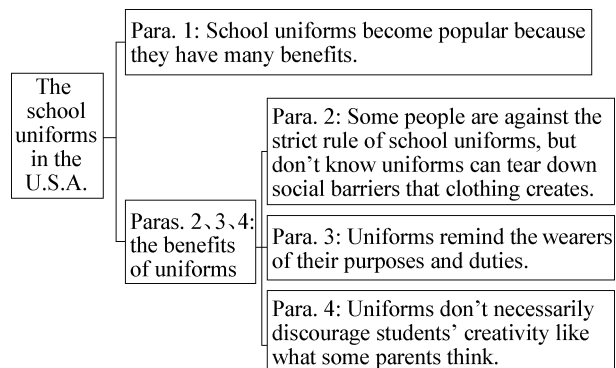 The
school
uniforms
in the
U.S.A.
Para. 1: School uniforms become popular because
they have many benefits.
Paras. 2、3、4:
the benefits
of uniforms
Para. 2: Some people are against the
strict rule of school uniforms, but
don't know uniforms can tear down
social barriers that clothing creates.
Para. 3: Uniforms remind the wearers
of their purposes and duties.
Para. 4: Uniforms don't necessarily
discourage students' creativity like
what some parents think.